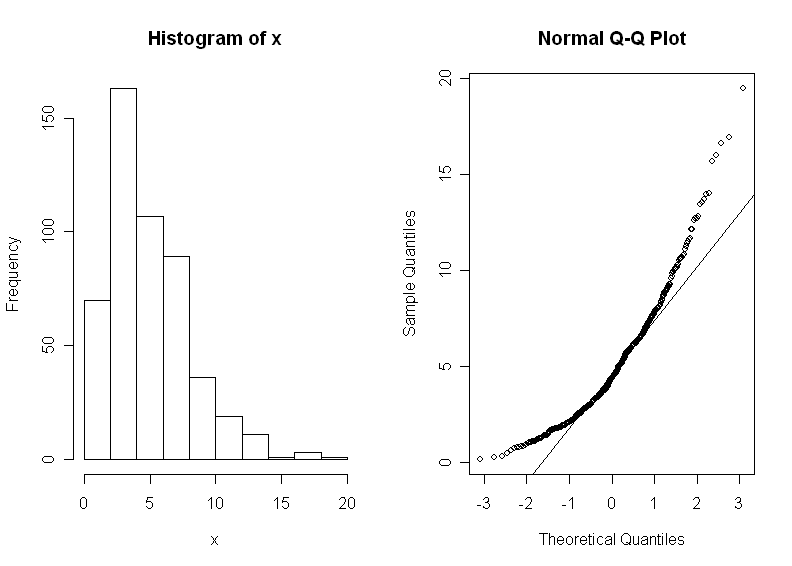 Histogram of x
Frequency
150
100
50
0
0 5 10 15 20
x
Normal Q-Q Plot
Sample Quantiles
20
15
10
5
0
-3 -2 -1 0 1 2 3
Theoretical Quantiles